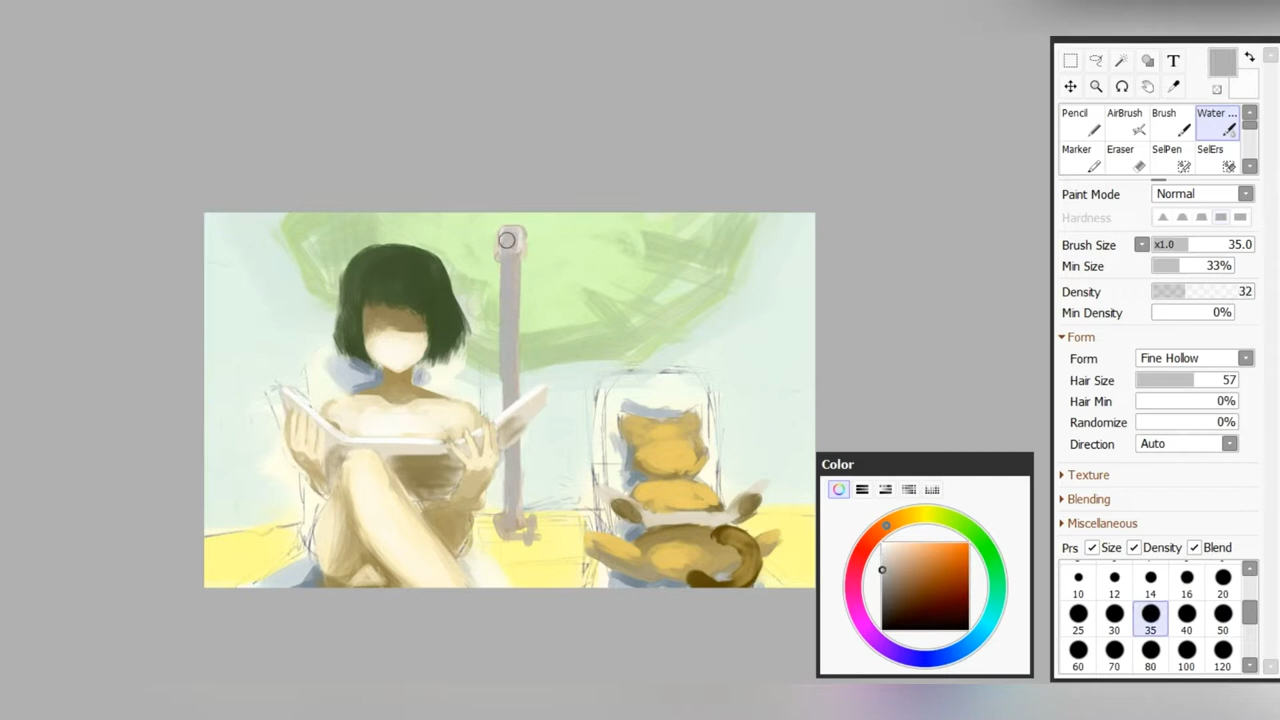 T
Pencil AirBrush Brush Water ...
Marker Eraser SelPen SelErs
Paint Mode Normal
Hardness
Brush Size x1.0 35.0
Min Size 33%
Density 32
Min Density 0%
Form
Form Fine Hollow
Hair Size 57
Hair Min 0%
Randomize 0%
Direction Auto
Texture
Blending
Miscellaneous
Prs Size Density Blend
10 12 14 16 20
25 30 35 40 50
60 70 80 100 120
Color